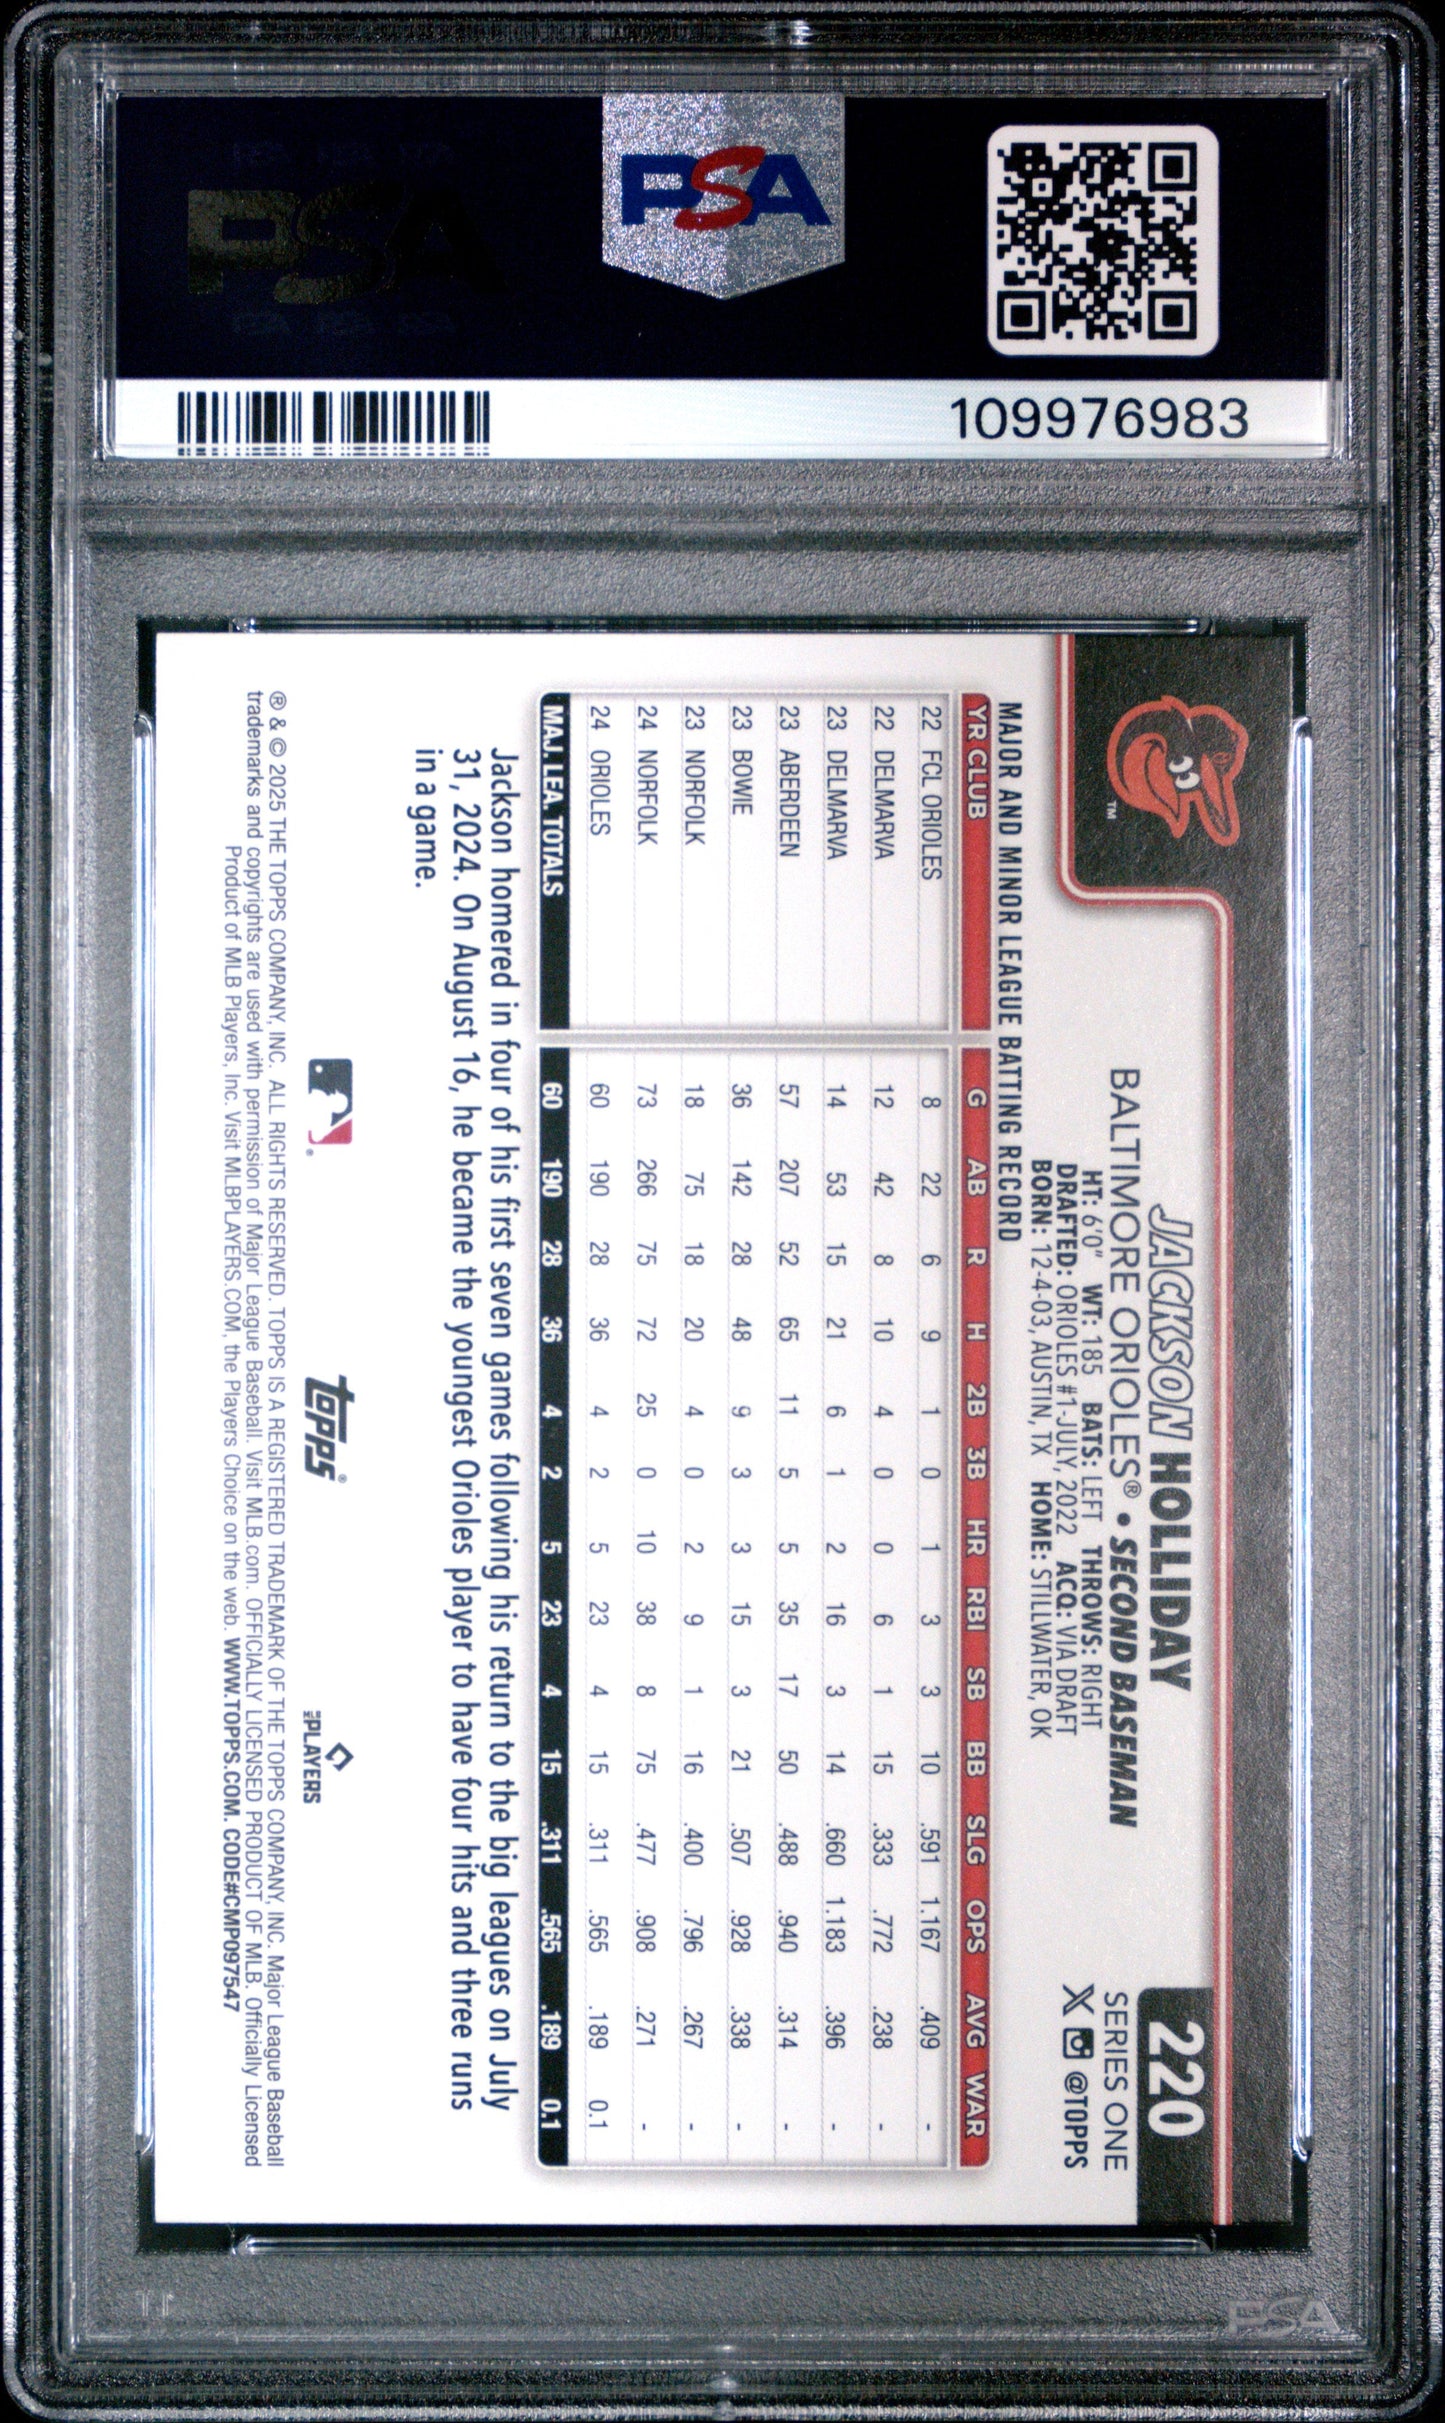 PSA
PSA
109976983
220
SERIES ONE
X @TOPPS
JACKSON HOLLIDAY
BALTIMORE ORIOLES® • SECOND BASEMAN
HT: 6'0" WT: 185 BATS: LEFT THROWS: RIGHT
DRAFTED: ORIOLES #1-JULY, 2022 ACQ: VIA DRAFT
BORN: 12-4-03, AUSTIN, TX HOME: STILLWATER, OK
TM
MAJOR AND MINOR LEAGUE BATTING RECORD
YR CLUB G AB R H 2B 3B HR RBI SB BB SLG OPS AVG WAR
22 FCL ORIOLES 8 22 6 9 1 0 1 3 3 10 .591 1.167 .409 -
22 DELMARVA 12 42 8 10 4 0 0 6 1 15 .333 .772 .238 -
23 DELMARVA 14 53 15 21 6 1 2 16 3 14 .660 1.183 .396 -
23 ABERDEEN 57 207 52 65 11 5 5 35 17 50 .488 .940 .314 -
23 BOWIE 36 142 28 48 9 3 3 15 3 21 .507 .928 .338 -
23 NORFOLK 18 75 18 20 4 0 2 9 1 16 .400 .796 .267 -
24 NORFOLK 73 266 75 72 25 0 10 38 8 75 .477 .908 .271 -
24 ORIOLES 60 190 28 36 4 2 5 23 4 15 .311 .565 .189 0.1
MAJ. LEA. TOTALS 60 190 28 36 4 2 5 23 4 15 .311 .565 .189 0.1
Jackson homered in four of his first seven games following his return to the big leagues on July
31, 2024. On August 16, he became the youngest Orioles player to have four hits and three runs
in a game.
topps®
MLB PLAYERS
® & © 2025 THE TOPPS COMPANY, INC. ALL RIGHTS RESERVED. TOPPS IS A REGISTERED TRADEMARK OF THE TOPPS COMPANY, INC. Major League Baseball
trademarks and copyrights are used with permission of Major League Baseball. Visit MLB.com. OFFICIALLY LICENSED PRODUCT OF MLB. Officially Licensed
Product of MLB Players, Inc. Visit MLBPLAYERS.COM, the Players Choice on the web. WWW.TOPPS.COM. CODE#CMP097547
PSA